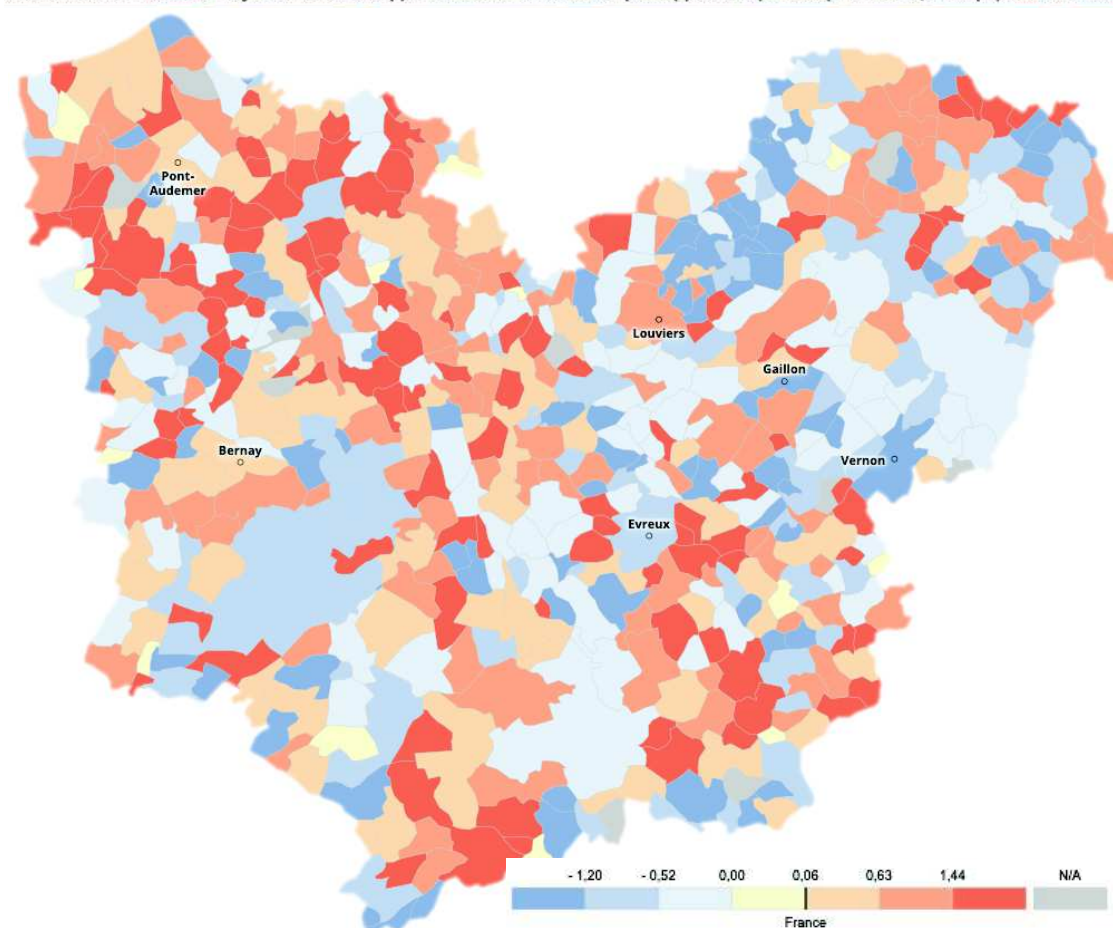 Pont-
Audemer
Louviers
Gaillon
Bernay
Vernon
Evreux
- 1,20 - 0,52 0,00 0,06 0,63 1,44 N/A
France